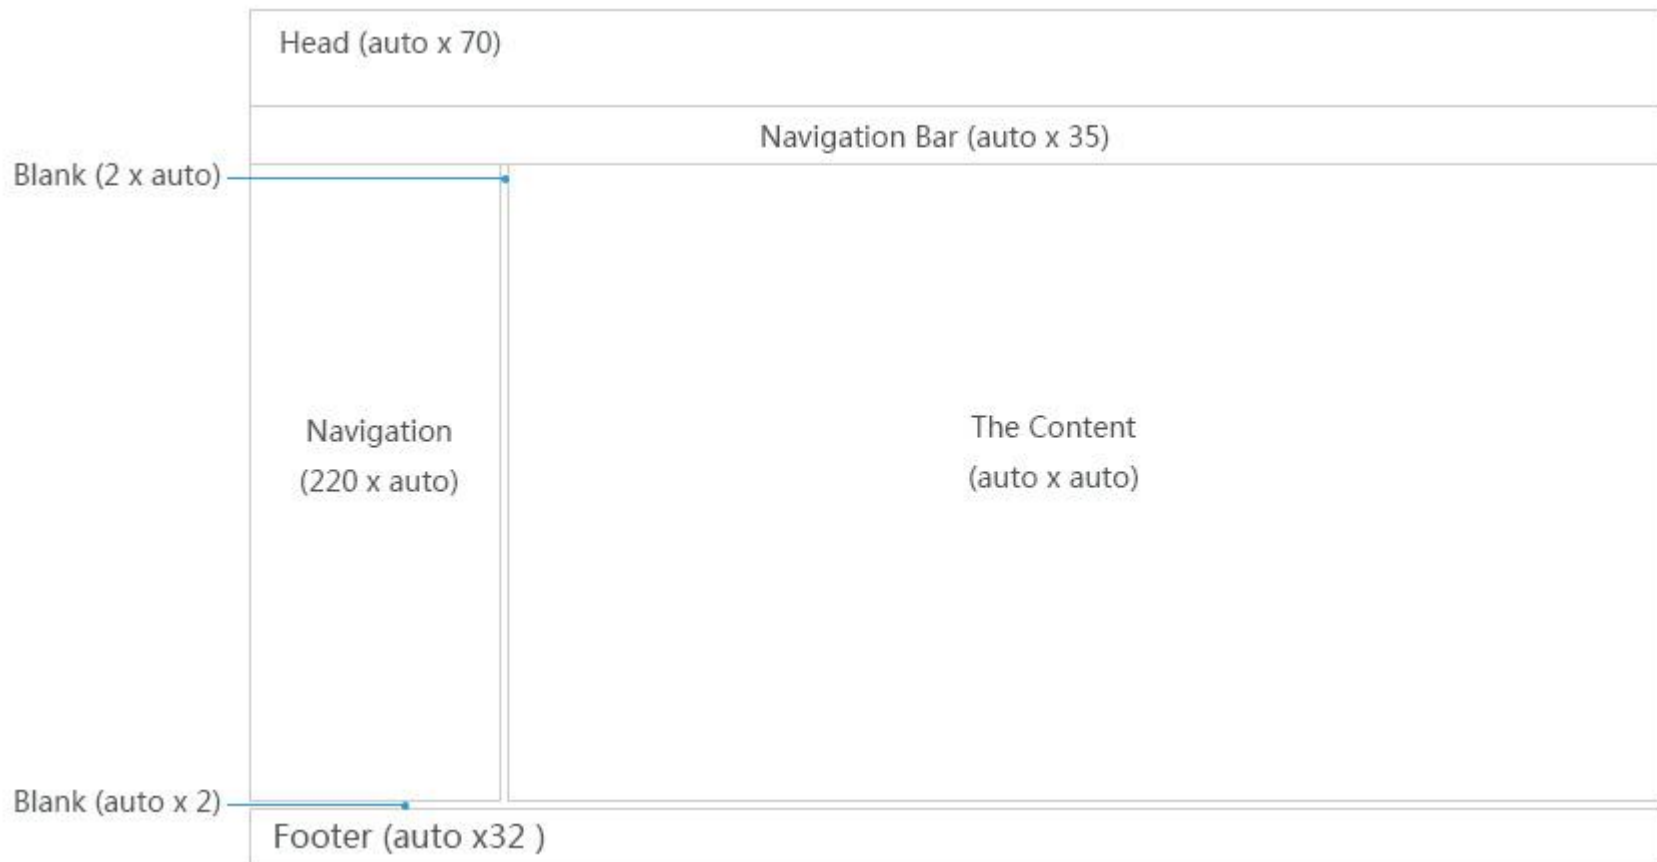 Head (auto x 70)
Navigation Bar (auto x 35)
Blank (2 x auto)
Navigation
(220 x auto)
The Content
(auto x auto)
Blank (auto x 2)
Footer (auto x32 )